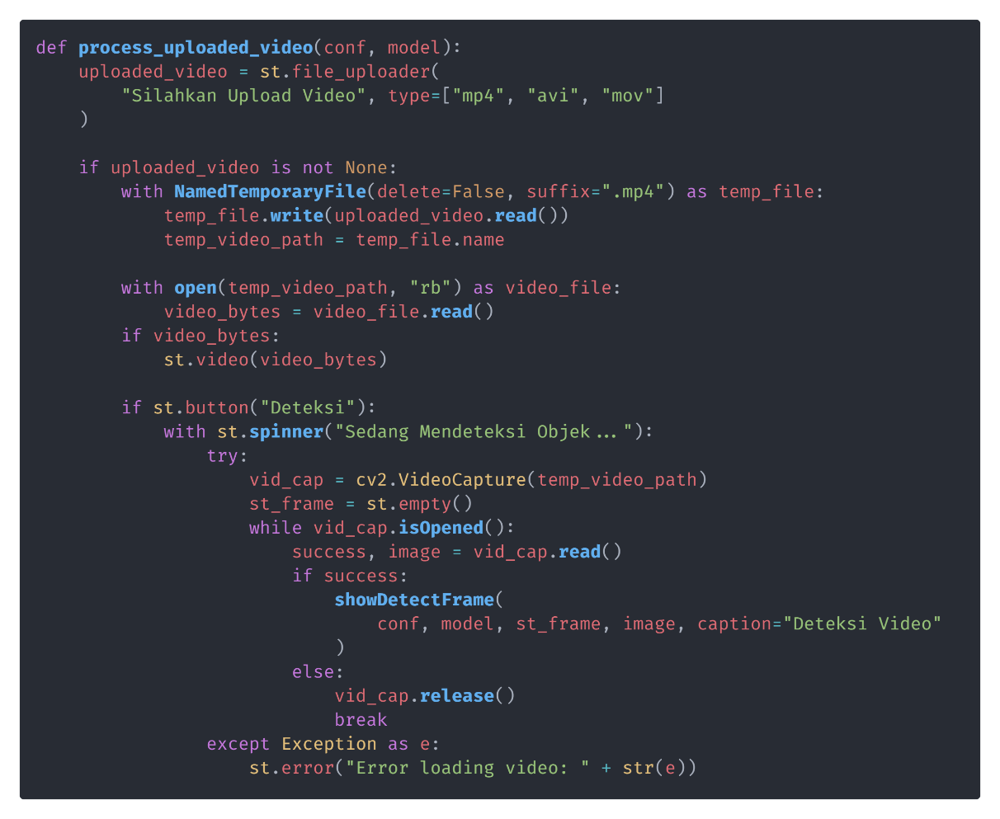 def process_uploaded_video(conf, model):
    uploaded_video = st.file_uploader(
        "Silahkan Upload Video", type=["mp4", "avi", "mov"]
    )

    if uploaded_video is not None:
        with NamedTemporaryFile(delete=False, suffix=".mp4") as temp_file:
            temp_file.write(uploaded_video.read())
            temp_video_path = temp_file.name

        with open(temp_video_path, "rb") as video_file:
            video_bytes = video_file.read()
        if video_bytes:
            st.video(video_bytes)

        if st.button("Deteksi"):
            with st.spinner("Sedang Mendeteksi Objek..."):
                try:
                    vid_cap = cv2.VideoCapture(temp_video_path)
                    st_frame = st.empty()
                    while vid_cap.isOpened():
                        success, image = vid_cap.read()
                        if success:
                            showDetectFrame(
                                conf, model, st_frame, image, caption="Deteksi Video"
                            )
                        else:
                            vid_cap.release()
                            break
                except Exception as e:
                    st.error("Error loading video: " + str(e))